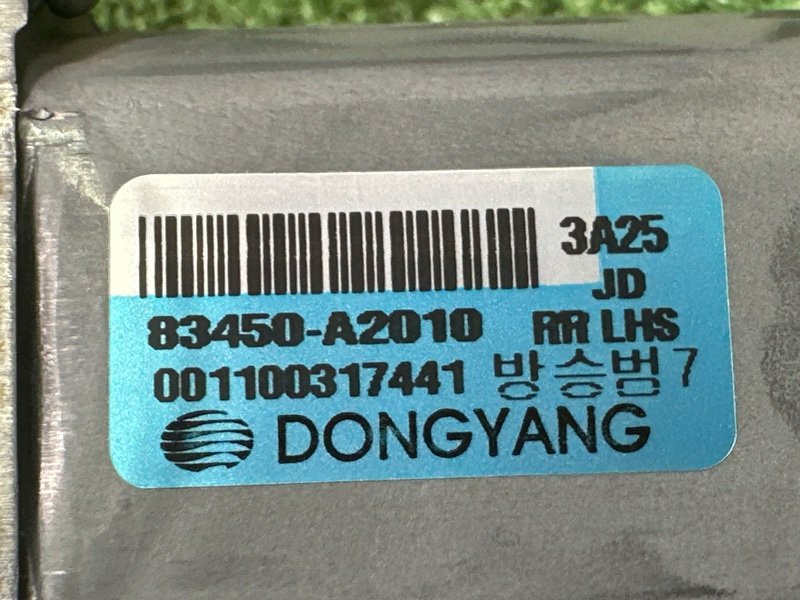 3A25
JD
83450-A2010 RR LHS
001100317441 방승범 7
DONGYANG